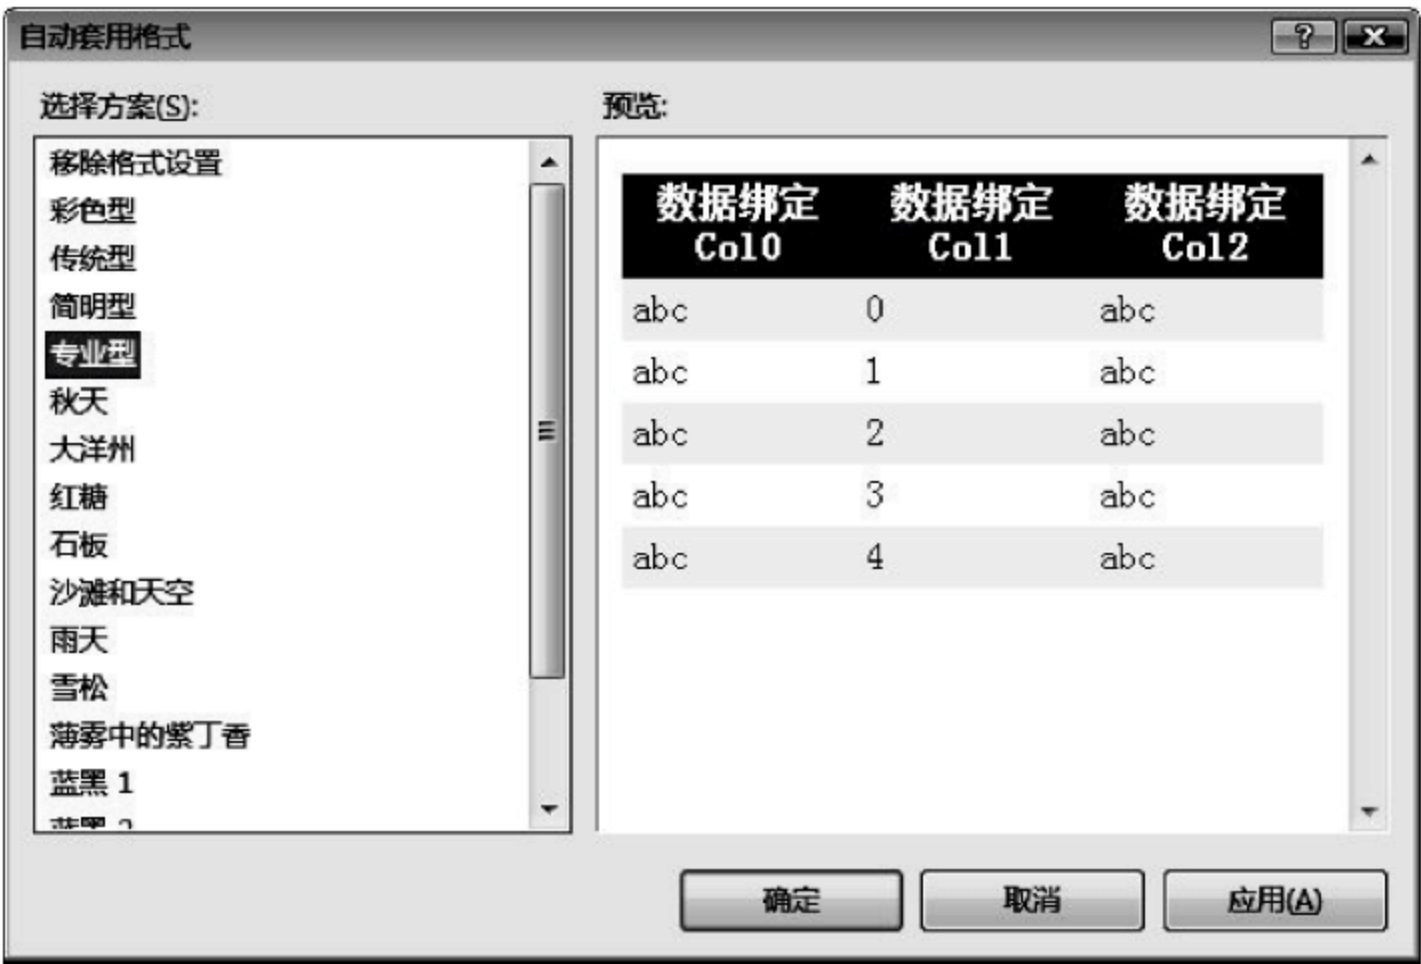 自动套用格式
选择方案(S):
移除格式设置
彩色型
传统型
简明型
专业型
秋天
大洋州
红糖
石板
沙滩和天空
雨天
雪松
薄雾中的紫丁香
蓝黑 1
预览:
数据绑定 数据绑定 数据绑定
Col0 Col1 Col2
abc 0 abc
abc 1 abc
abc 2 abc
abc 3 abc
abc 4 abc
确定 取消 应用(A)